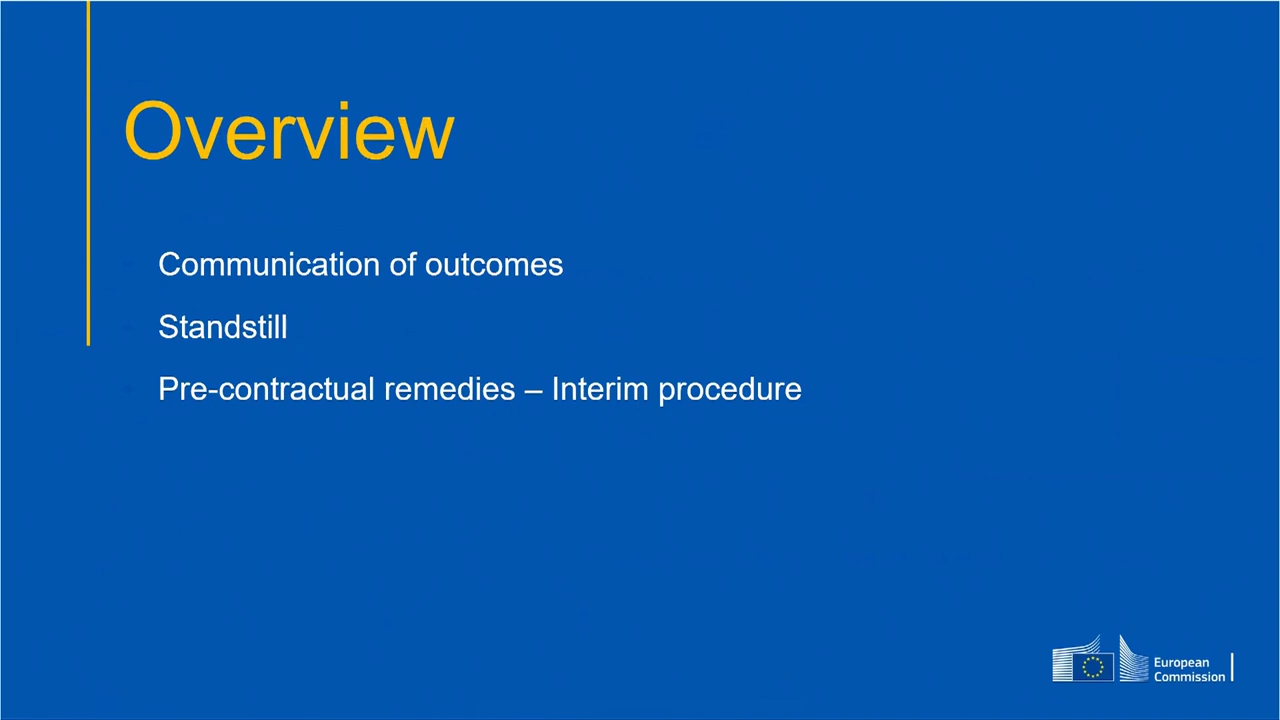 Overview
Communication of outcomes
Standstill
Pre-contractual remedies – Interim procedure
European
Commission